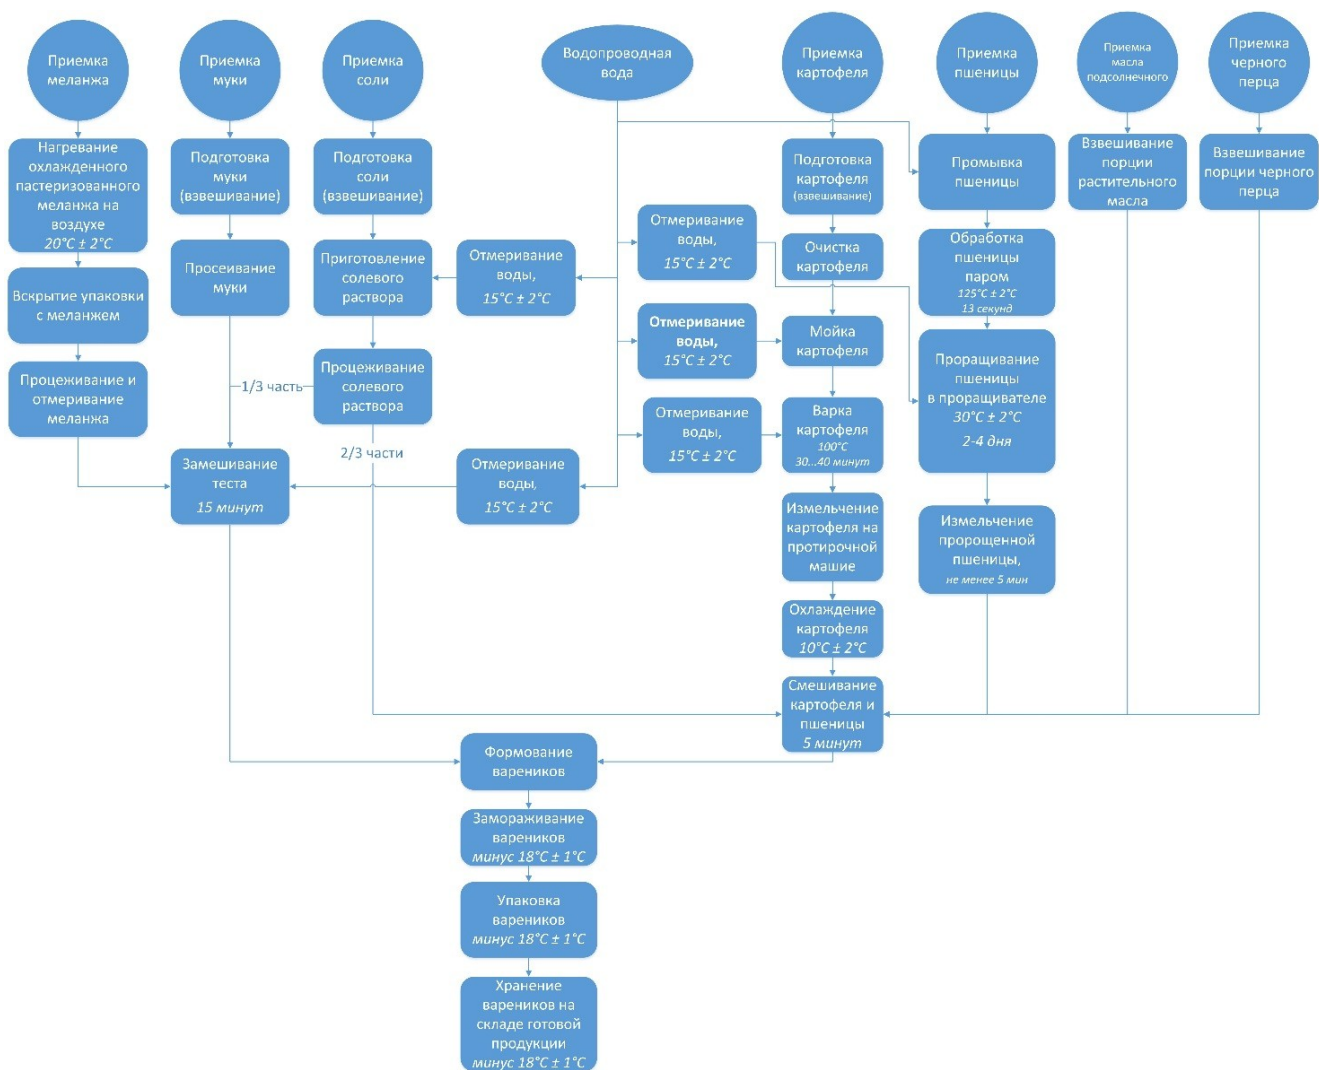 Приемка
меланжа
Приемка
муки
Приемка
соли
Водопроводная
вода
Приемка
картофеля
Приемка
пшеницы
Приемка
масла
подсолнечного
Приемка
черного
перца
Нагревание
охлажденного
пастеризованного
меланжа на
воздухе
20°C ± 2°C
Подготовка
муки
(взвешивание)
Подготовка
соли
(взвешивание)
Подготовка
картофеля
(взвешивание)
Промывка
пшеницы
Взвешивание
порции
растительного
масла
Взвешивание
порции черного
перца
Отмеривание
воды,
15°C ± 2°C
Очистка
картофеля
Обработка
пшеницы
паром
125°C ± 2°C
13 секунд
Просеивание
муки
Приготовление
солевого
раствора
Отмеривание
воды,
15°C ± 2°C
Вскрытие упаковки
с меланжем
Отмеривание
воды,
15°C ± 2°C
Мойка
картофеля
Проращивание
пшеницы
в проращивателе
30°C ± 2°C
2-4 дня
Процеживание и
отмеривание
меланжа
1/3 часть
Процеживание
солевого
раствора
2/3 части
Отмеривание
воды,
15°C ± 2°C
Варка
картофеля
100°C
30...40 минут
Замешивание
теста
15 минут
Отмеривание
воды,
15°C ± 2°C
Измельчение
картофеля на
протирочной
машие
Измельчение
пророщенной
пшеницы,
не менее 5 мин
Охлаждение
картофеля
10°C ± 2°C
Смешивание
картофеля и
пшеницы
5 минут
Формование
вареников
Замораживание
вареников
минус 18°C ± 1°C
Упаковка
вареников
минус 18°C ± 1°C
Хранение
вареников на
складе готовой
продукции
минус 18°C ± 1°C